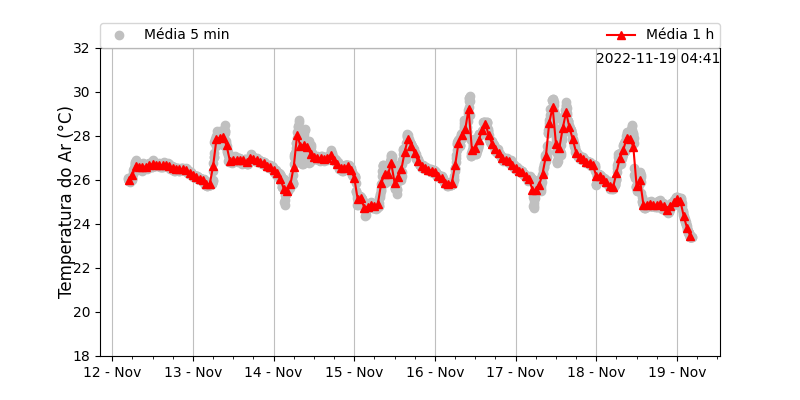 Média 5 min
Média 1 h
2022-11-19 04:41
Temperatura do Ar (°C)
32
30
28
26
24
22
20
18
12 - Nov
13 - Nov
14 - Nov
15 - Nov
16 - Nov
17 - Nov
18 - Nov
19 - Nov